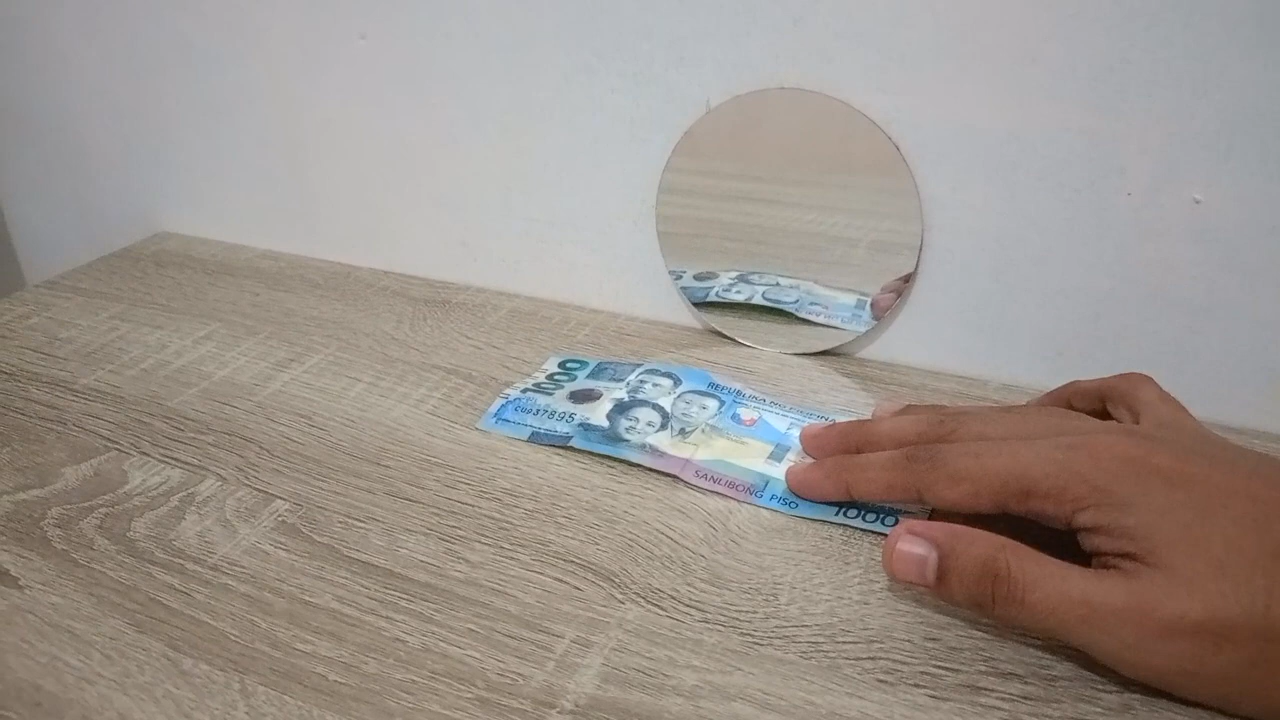 1000
CU937895
REPUBLIKA NG PILIPINAS
SANLIBONG PISO
1000